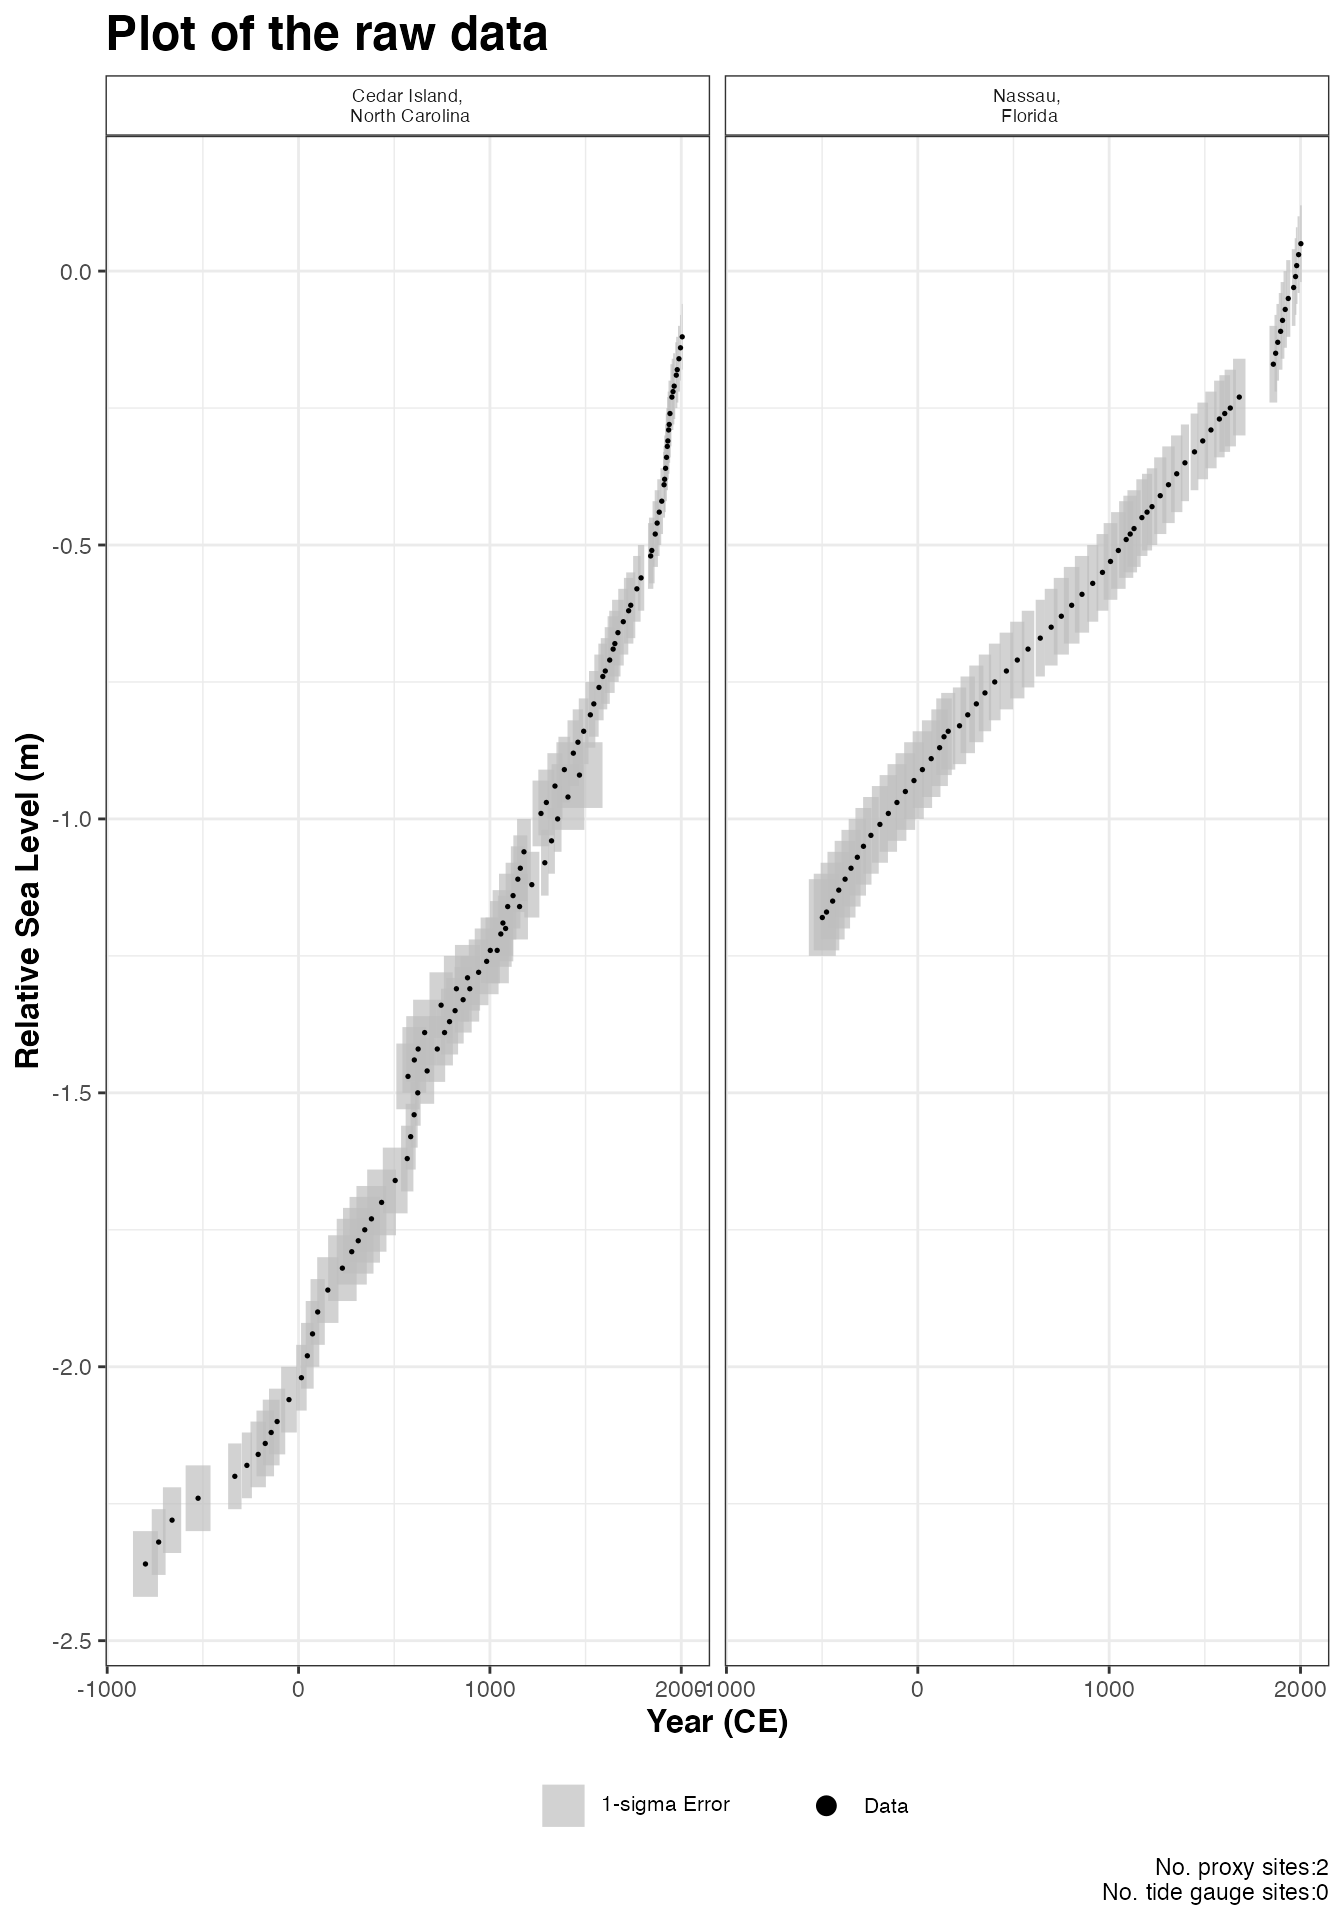 Plot of the raw data
Cedar Island,
North Carolina
Nassau,
Florida
Relative Sea Level (m)
0.0
-0.5
-1.0
-1.5
-2.0
-2.5
-1000 0 1000 2000 -1000 0 1000 2000
Year (CE)
1-sigma Error Data
No. proxy sites:2
No. tide gauge sites:0